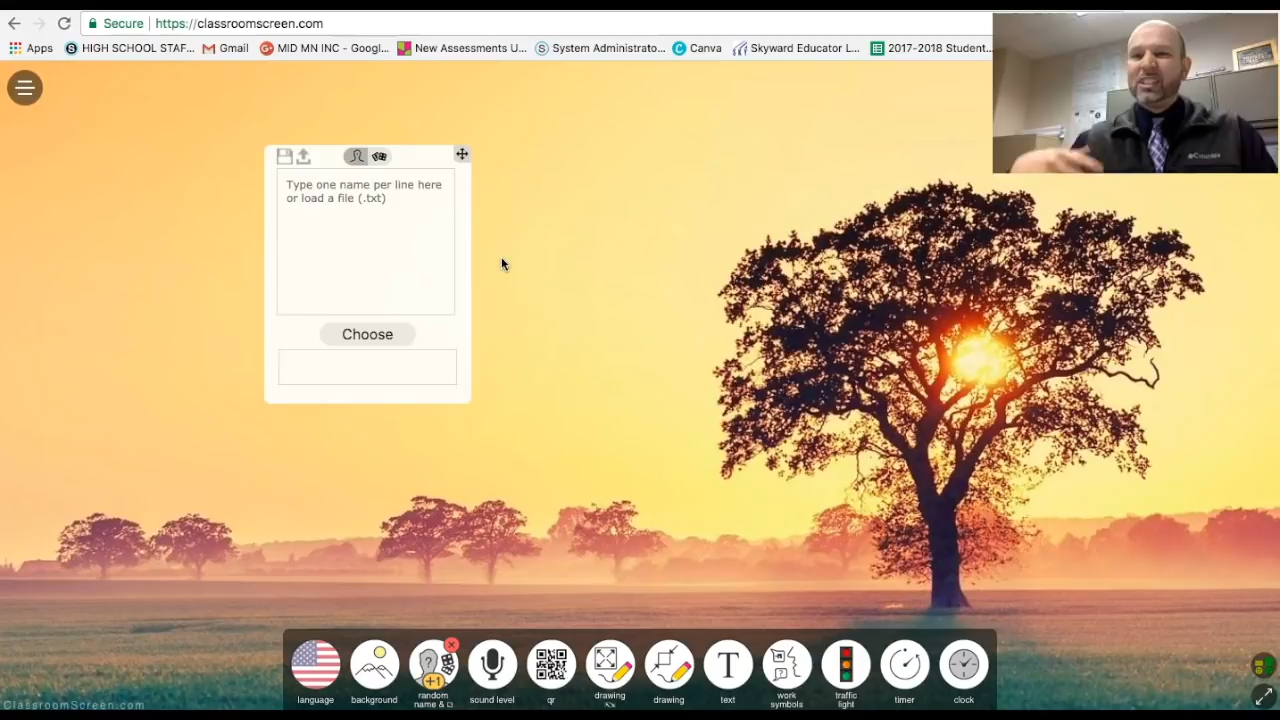 Secure https://classroomscreen.com
Apps HIGH SCHOOL STAF... Gmail MID MN INC - Googl... New Assessments U... System Administrato... Canva Skyward Educator L... 2017-2018 Student...
Type one name per line here
or load a file (.txt)
Choose
+1
language background random name & sound level qr drawing drawing text work symbols traffic light timer clock
ClassroomScreen.com
Columbia